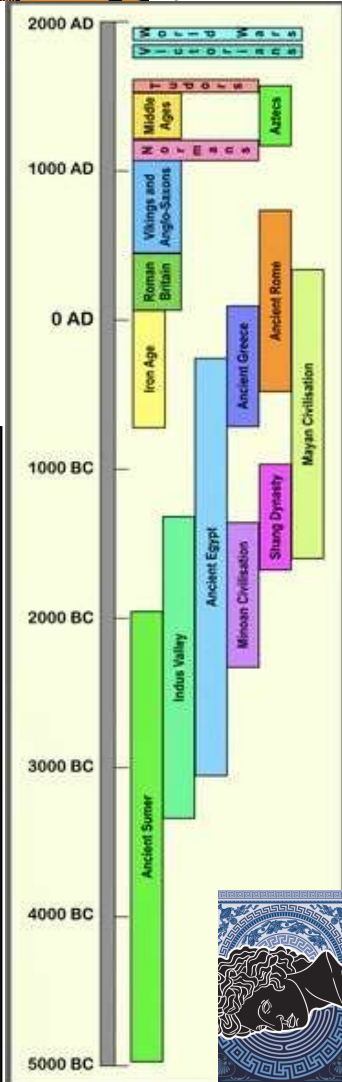 2000 AD
World Wars
Victorians
Tudors
Middle
Ages
Aztecs
Normans
1000 AD
Vikings and
Anglo-Saxons
Roman
Britain
0 AD
Iron Age
Ancient Greece
Ancient Rome
Mayan Civilisation
1000 BC
Shang Dynasty
Ancient Egypt
Minoan Civilisation
Indus Valley
2000 BC
Ancient Sumer
3000 BC
4000 BC
5000 BC